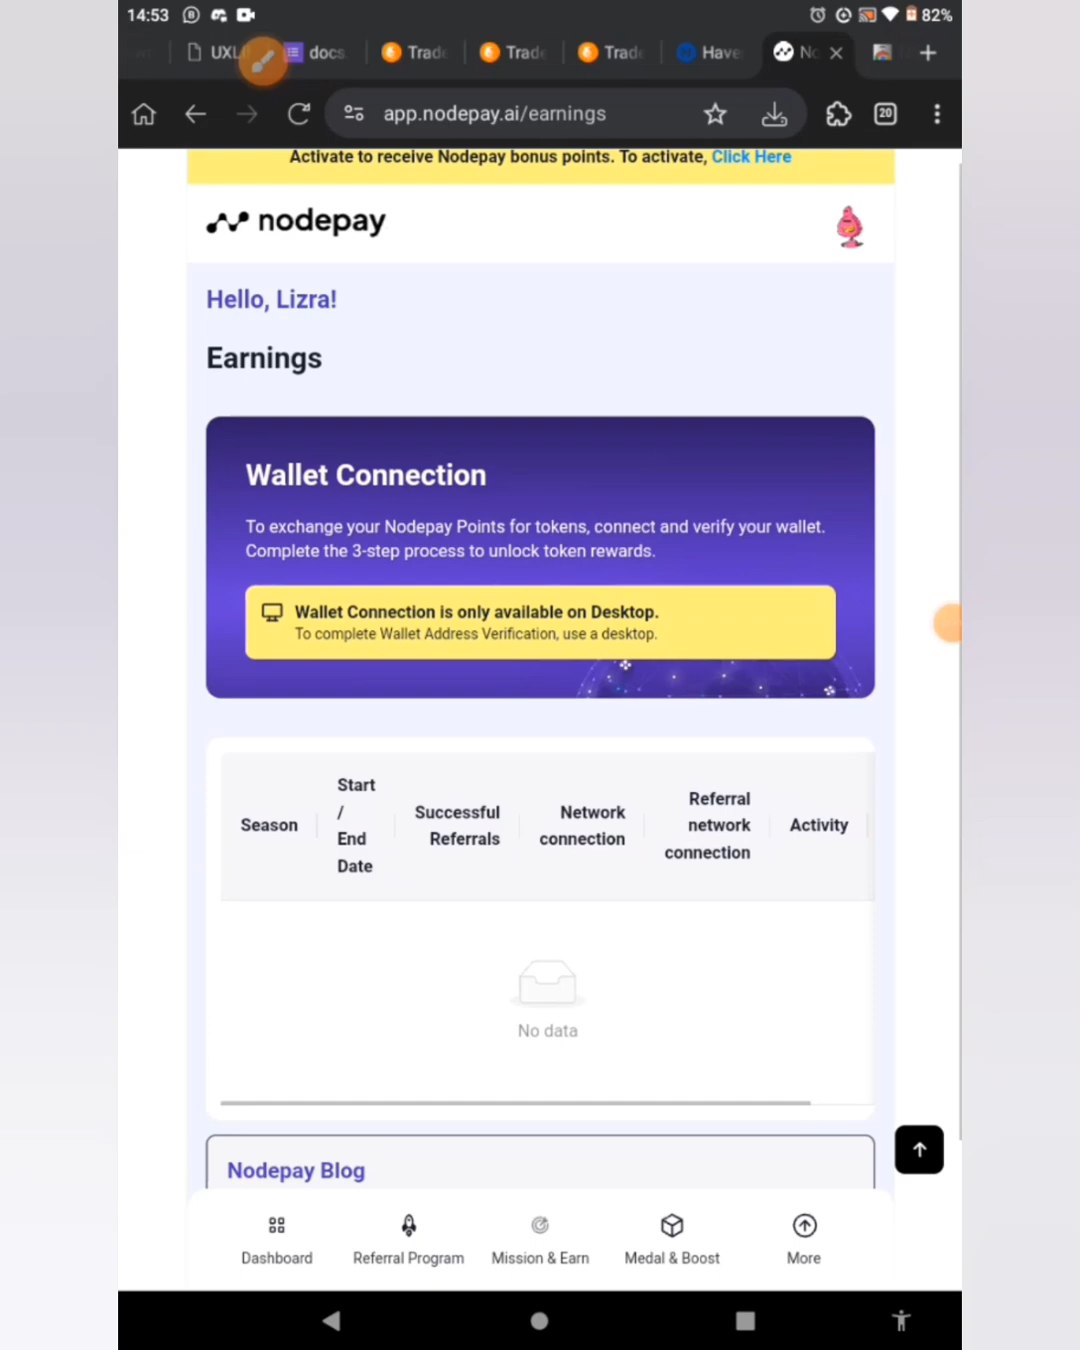 14:53
82%
UXL
docs
Trade
Trade
Trade
Have
No
app.nodepay.ai/earnings
20
Activate to receive Nodepay bonus points. To activate, Click Here
nodepay
Hello, Lizra!
Earnings
Wallet Connection
To exchange your Nodepay Points for tokens, connect and verify your wallet.
Complete the 3-step process to unlock token rewards.
Wallet Connection is only available on Desktop.
To complete Wallet Address Verification, use a desktop.
Season
Start
/
End
Date
Successful
Referrals
Network
connection
Referral
network
connection
Activity
No data
Nodepay Blog
Dashboard
Referral Program
Mission & Earn
Medal & Boost
More